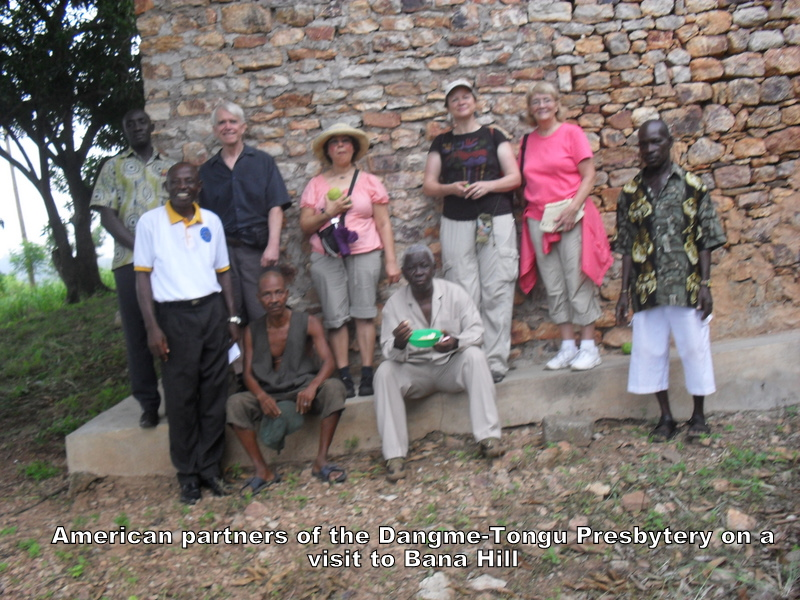 American partners of the Dangme-Tongu Presbytery on a
visit to Bana Hill